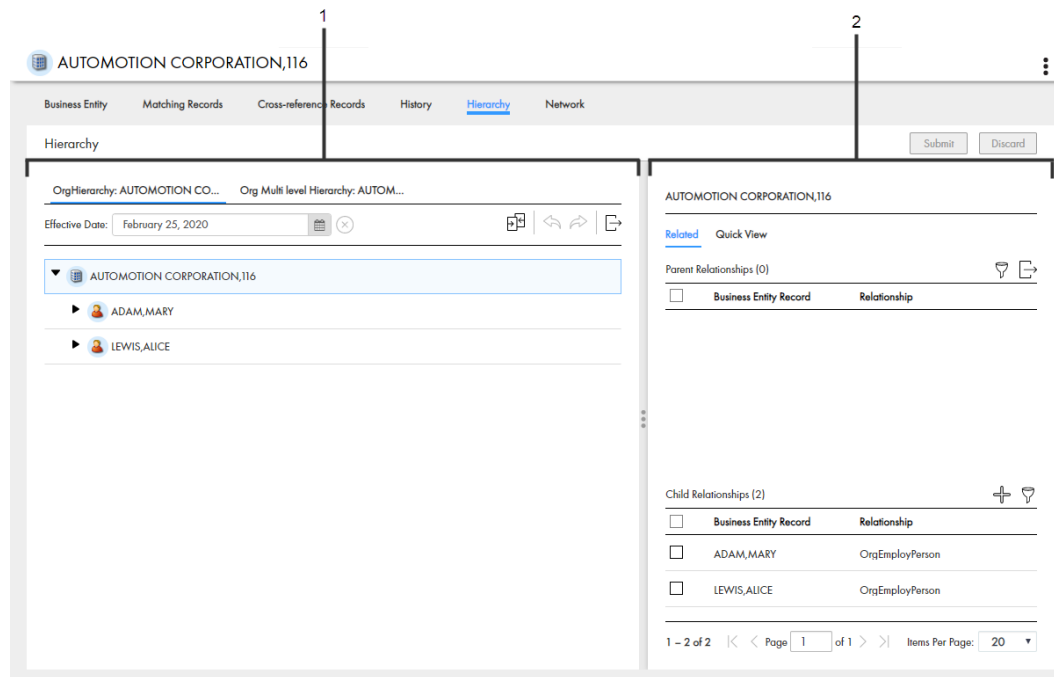 1 2
AUTOMOTION CORPORATION,116
Business Entity Matching Records Cross-reference Records History Hierarchy Network
Hierarchy Submit Discard
OrgHierarchy: AUTOMOTION CO... Org Multi level Hierarchy: AUTOM...
Effective Date: February 25, 2020
AUTOMOTION CORPORATION,116
ADAM,MARY
LEWIS,ALICE
AUTOMOTION CORPORATION,116
Related Quick View
Parent Relationships (0)
Business Entity Record Relationship
Child Relationships (2)
Business Entity Record Relationship
ADAM,MARY OrgEmployPerson
LEWIS,ALICE OrgEmployPerson
1 – 2 of 2 Page 1 of 1 Items Per Page: 20